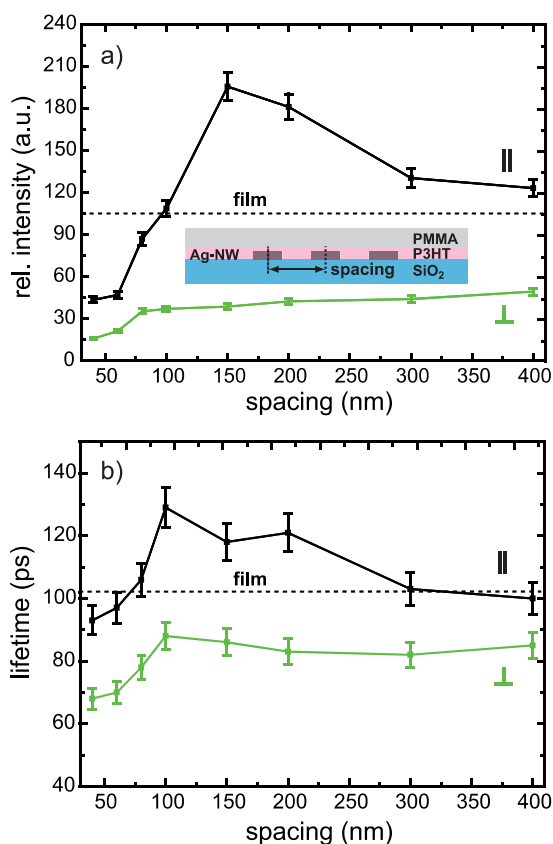 a)
rel. intensity (a.u.)
240
210
180
150
120
90
60
30
0
||
film
PMMA
Ag-NW
P3HT
spacing
SiO₂
⊥
50 100 150 200 250 300 350 400
spacing (nm)
b)
lifetime (ps)
140
120
100
80
60
40
||
film
⊥
50 100 150 200 250 300 350 400
spacing (nm)